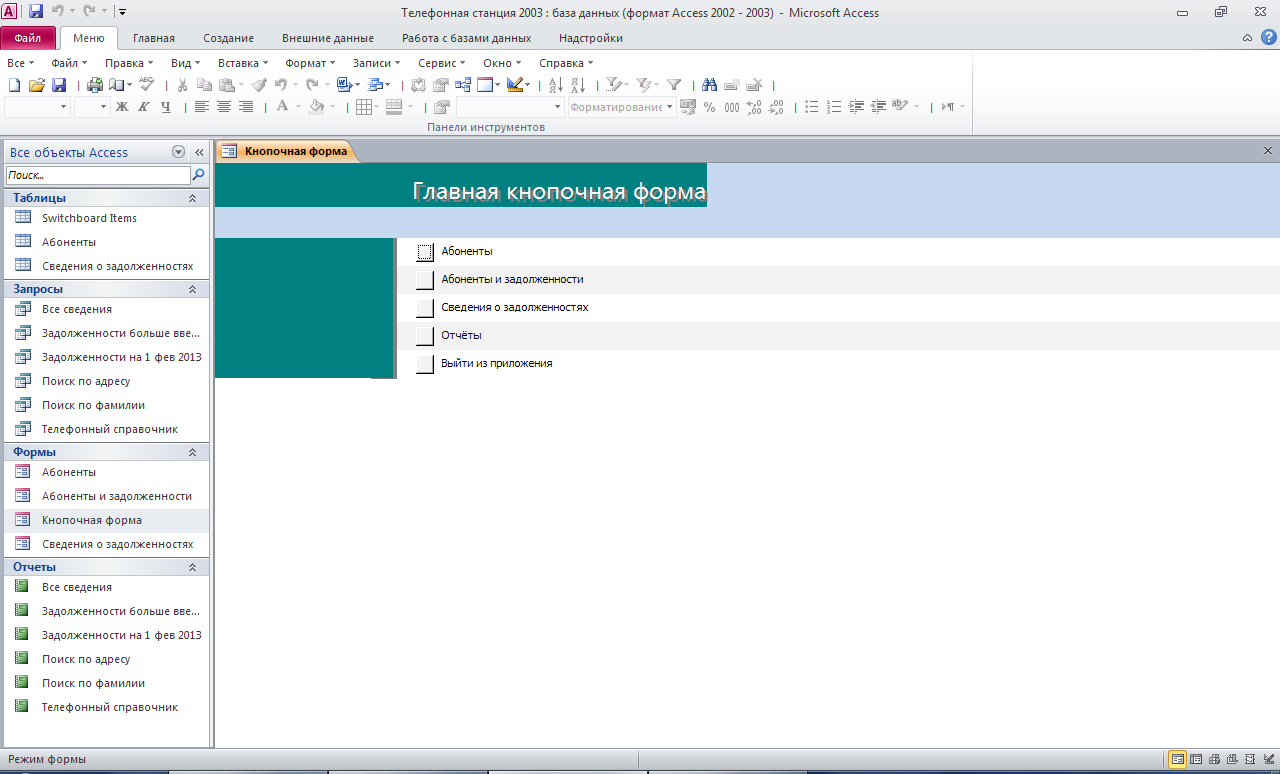 Телефонная станция 2003 : база данных (формат Access 2002 - 2003) - Microsoft Access
Файл Меню Главная Создание Внешние данные Работа с базами данных Надстройки
Все Файл Правка Вид Вставка Формат Записи Сервис Окно Справка
Ж К Ч А Форматирование % 000
Панели инструментов
Все объекты Access
Поиск...
Таблицы
Switchboard Items
Абоненты
Сведения о задолженностях
Запросы
Все сведения
Задолженности больше вве...
Задолженности на 1 фев 2013
Поиск по адресу
Поиск по фамилии
Телефонный справочник
Формы
Абоненты
Абоненты и задолженности
Кнопочная форма
Сведения о задолженностях
Отчеты
Все сведения
Задолженности больше вве...
Задолженности на 1 фев 2013
Поиск по адресу
Поиск по фамилии
Телефонный справочник
Кнопочная форма
Главная кнопочная форма
Абоненты
Абоненты и задолженности
Сведения о задолженностях
Отчёты
Выйти из приложения
Режим формы